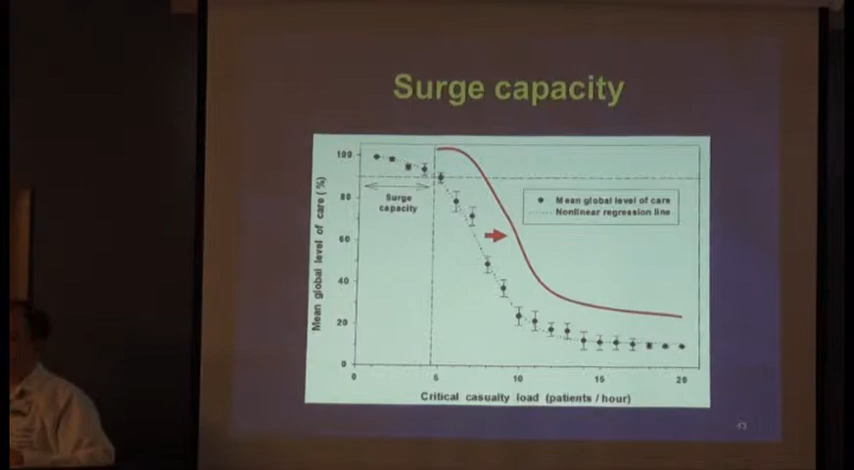 Surge capacity
Mean global level of care (%)
100
80
60
40
20
0
Surge
capacity
Mean global level of care
Nonlinear regression line
0
5
10
15
20
Critical casualty load (patients / hour)
43